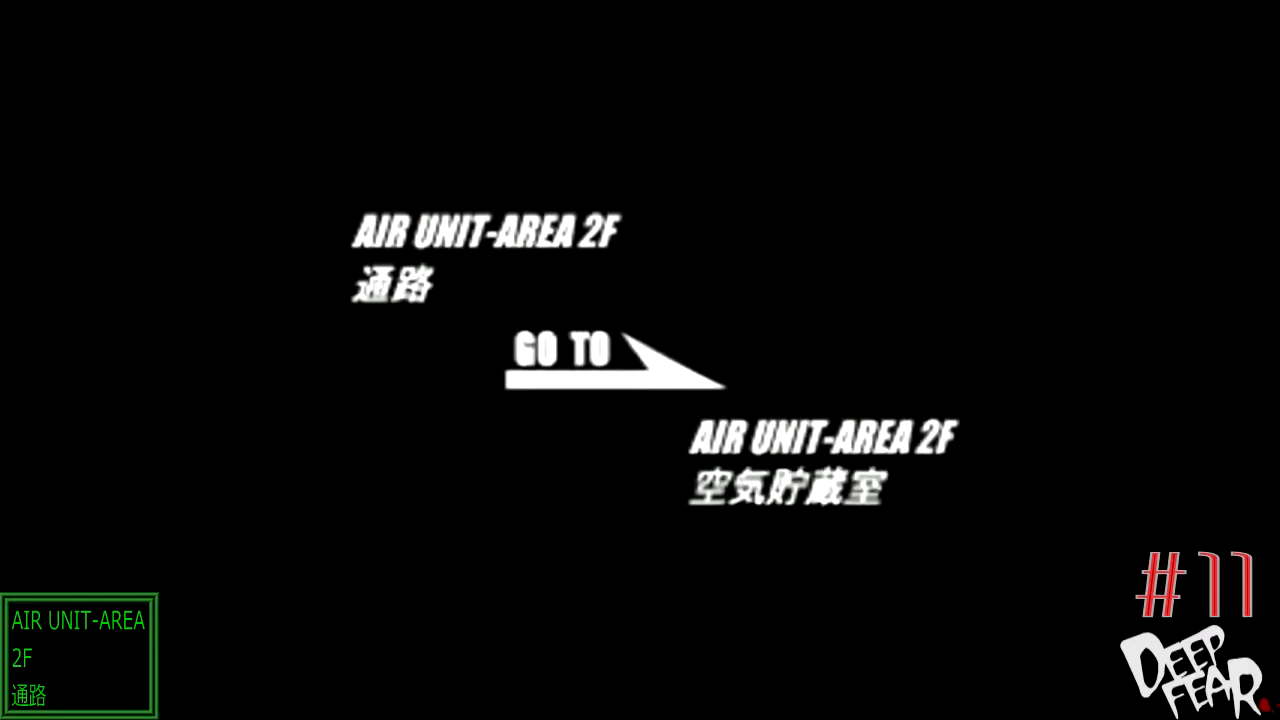 AIR UNIT-AREA 2F
通路
GO TO
AIR UNIT-AREA 2F
空気貯蔵室
#11
DEEP
FEAR
AIR UNIT-AREA
2F
通路